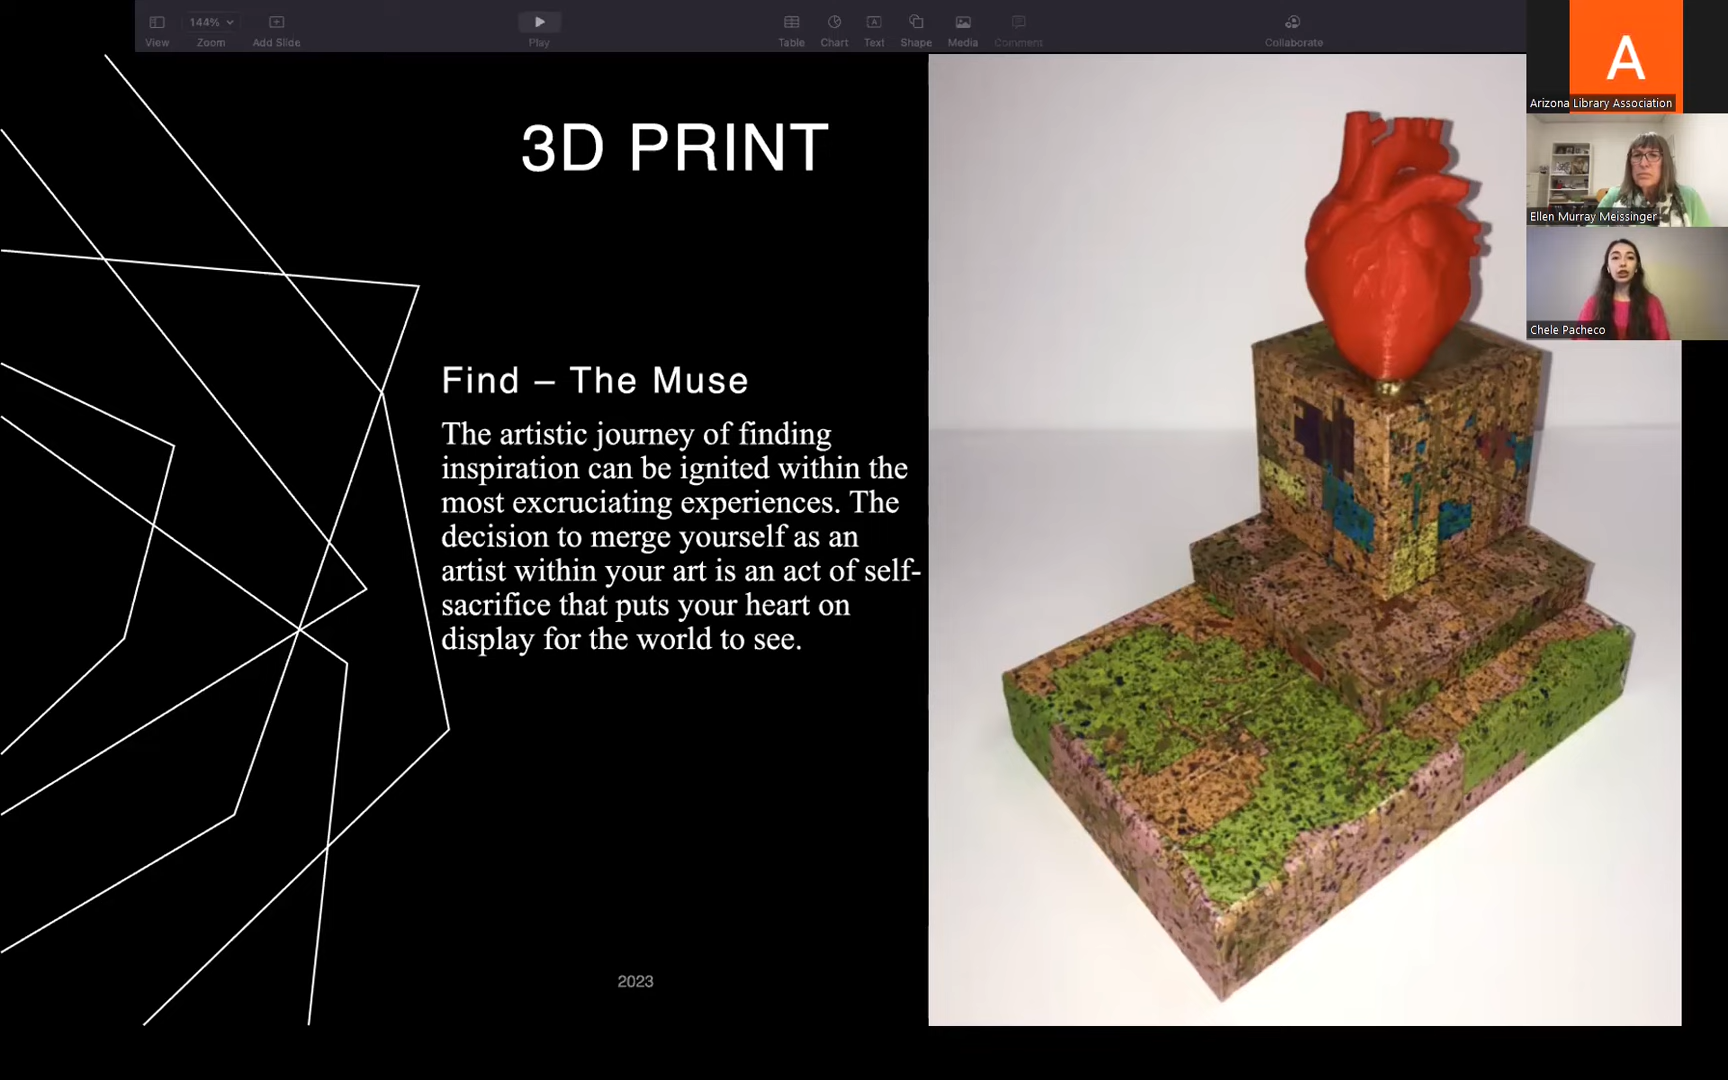 144%
View
Zoom
Add Slide
Play
Table
Chart
Text
Shape
Media
Comment
Collaborate
A
Arizona Library Association
Ellen Murray Meissinger
Chele Pacheco
3D PRINT
Find – The Muse
The artistic journey of finding
inspiration can be ignited within the
most excruciating experiences. The
decision to merge yourself as an
artist within your art is an act of self-
sacrifice that puts your heart on
display for the world to see.
2023